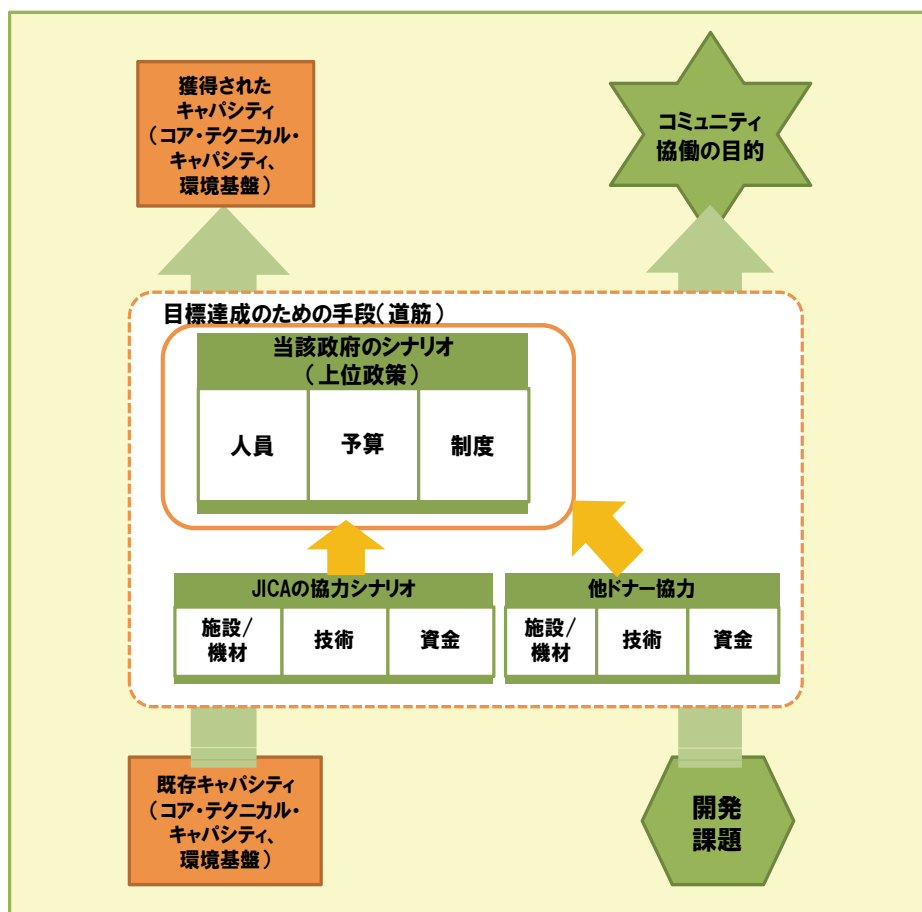 獲得された
キャパシティ
（コア・テクニカル・
キャパシティ、
環境基盤）
コミュニティ
協働の目的
目標達成のための手段（道筋）
当該政府のシナリオ
（上位政策）
人員
予算
制度
JICAの協力シナリオ
施設/
機材
技術
資金
他ドナー協力
施設/
機材
技術
資金
既存キャパシティ
（コア・テクニカル・
キャパシティ、
環境基盤）
開発
課題